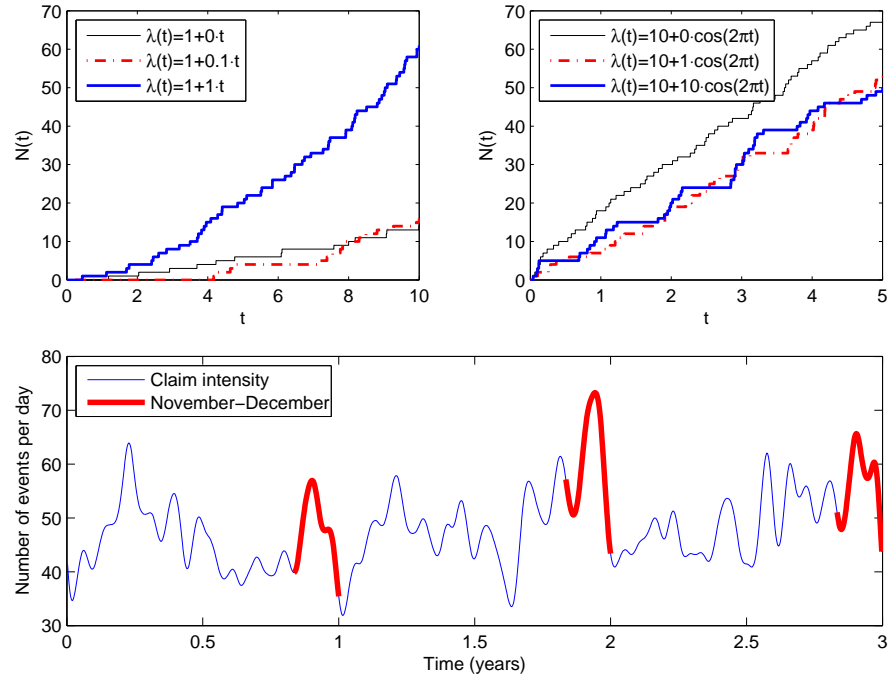 70
60
50
40
30
20
10
0
N(t)
0 2 4 6 8 10
t
λ(t)=1+0·t
λ(t)=1+0.1·t
λ(t)=1+1·t
70
60
50
40
30
20
10
0
N(t)
0 1 2 3 4 5
t
λ(t)=10+0·cos(2πt)
λ(t)=10+1·cos(2πt)
λ(t)=10+10·cos(2πt)
80
70
60
50
40
30
Number of events per day
0 0.5 1 1.5 2 2.5 3
Time (years)
Claim intensity
November−December